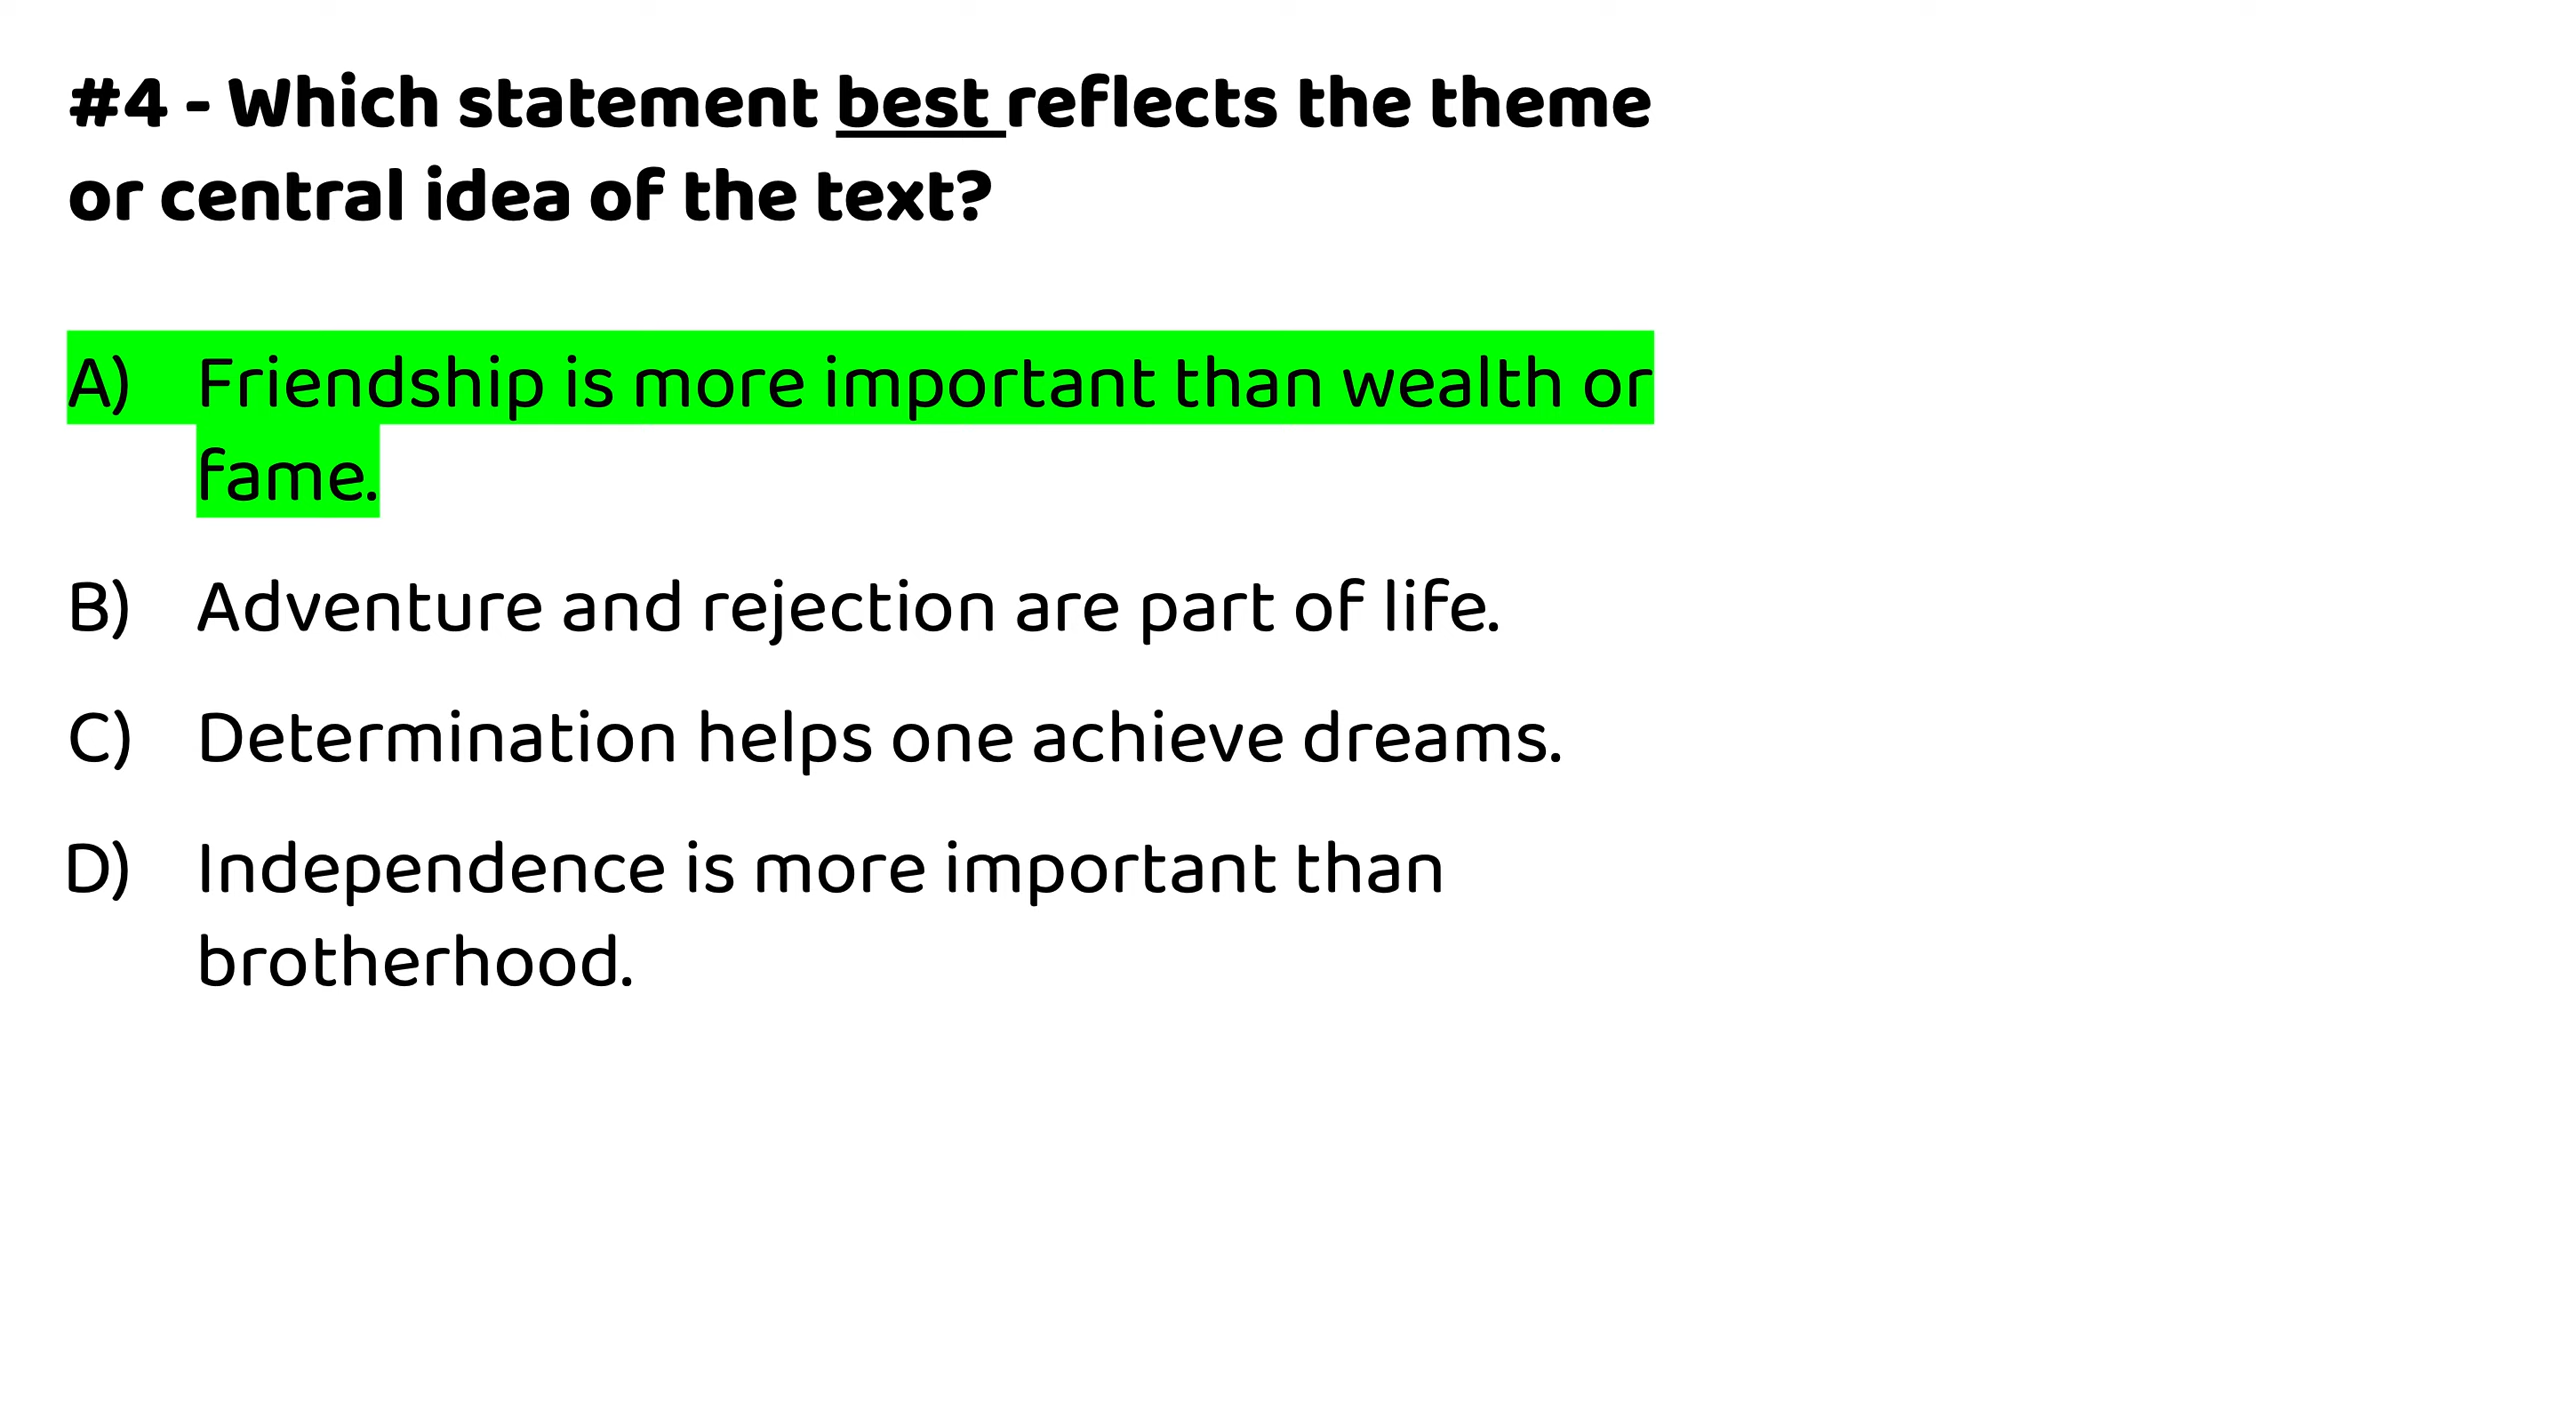 #4 - Which statement best reflects the theme
or central idea of the text?
A) Friendship is more important than wealth or
fame.
B) Adventure and rejection are part of life.
C) Determination helps one achieve dreams.
D) Independence is more important than
brotherhood.